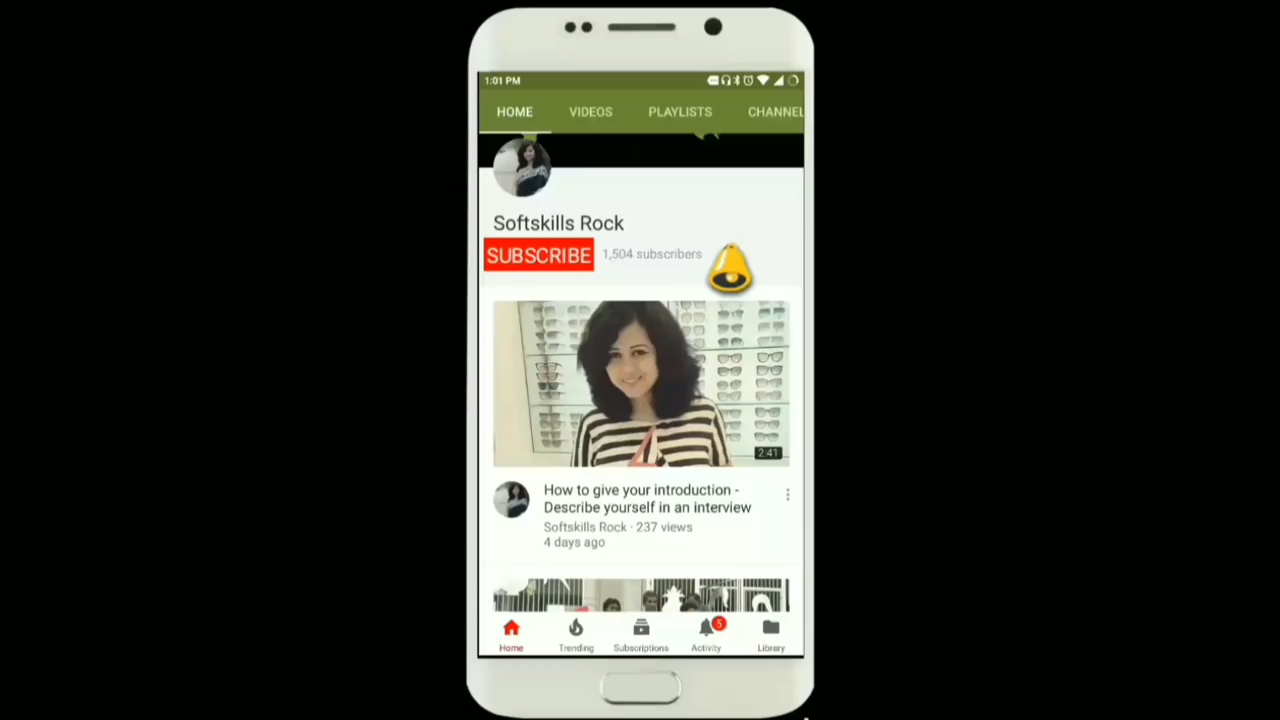 1:01 PM
HOME VIDEOS PLAYLISTS CHANNEL
Softskills Rock
SUBSCRIBE 1,504 subscribers
2:41
How to give your introduction -
Describe yourself in an interview
Softskills Rock · 237 views
4 days ago
5
Home Trending Subscriptions Activity Library